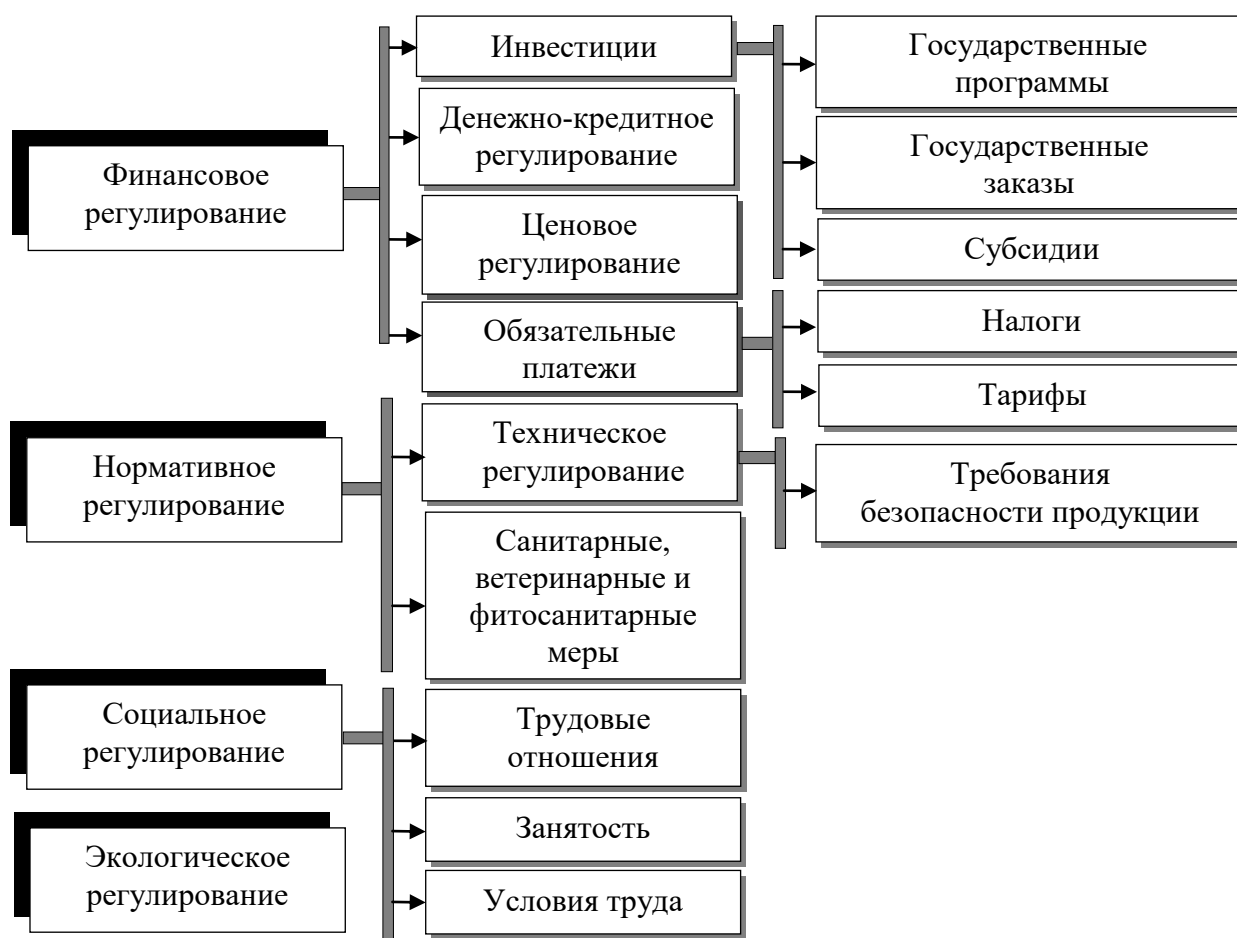 Финансовое
регулирование
Инвестиции
Денежно-кредитное
регулирование
Ценовое
регулирование
Обязательные
платежи
Государственные
программы
Государственные
заказы
Субсидии
Налоги
Тарифы
Нормативное
регулирование
Техническое
регулирование
Санитарные,
ветеринарные и
фитосанитарные
меры
Требования
безопасности продукции
Социальное
регулирование
Трудовые
отношения
Занятость
Условия труда
Экологическое
регулирование